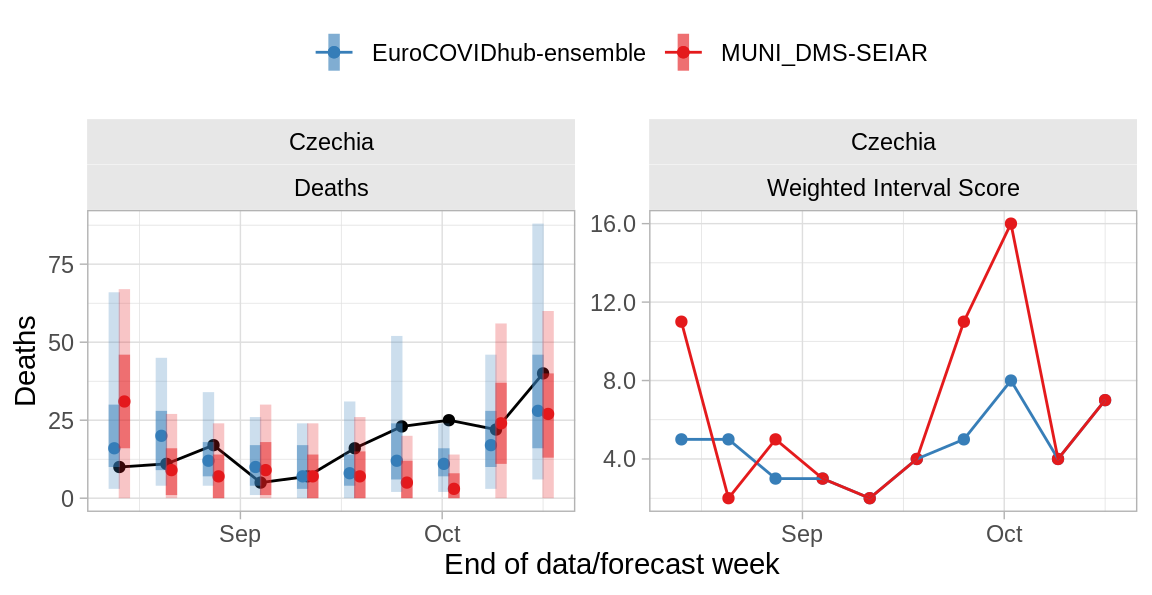 EuroCOVIDhub-ensemble MUNI_DMS-SEIAR
Czechia
Deaths
Czechia
Weighted Interval Score
Deaths
75
50
25
0
16.0
12.0
8.0
4.0
Sep Oct
Sep Oct
End of data/forecast week